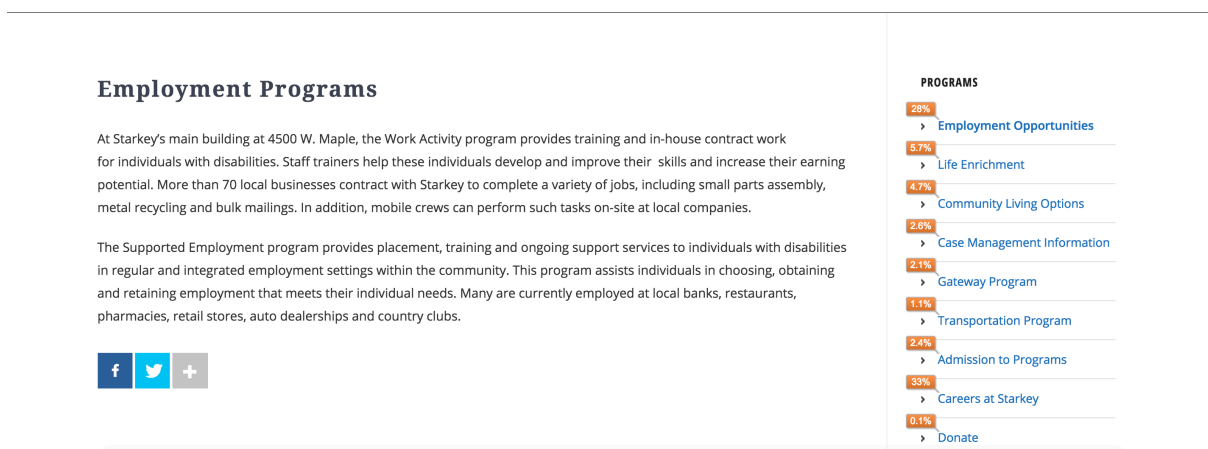 Employment Programs
At Starkey's main building at 4500 W. Maple, the Work Activity program provides training and in-house contract work
for individuals with disabilities. Staff trainers help these individuals develop and improve their  skills and increase their earning
potential. More than 70 local businesses contract with Starkey to complete a variety of jobs, including small parts assembly,
metal recycling and bulk mailings. In addition, mobile crews can perform such tasks on-site at local companies.
The Supported Employment program provides placement, training and ongoing support services to individuals with disabilities
in regular and integrated employment settings within the community. This program assists individuals in choosing, obtaining
and retaining employment that meets their individual needs. Many are currently employed at local banks, restaurants,
pharmacies, retail stores, auto dealerships and country clubs.
PROGRAMS
28%
Employment Opportunities
5.7%
Life Enrichment
4.7%
Community Living Options
2.6%
Case Management Information
2.1%
Gateway Program
1.1%
Transportation Program
2.4%
Admission to Programs
33%
Careers at Starkey
0.1%
Donate